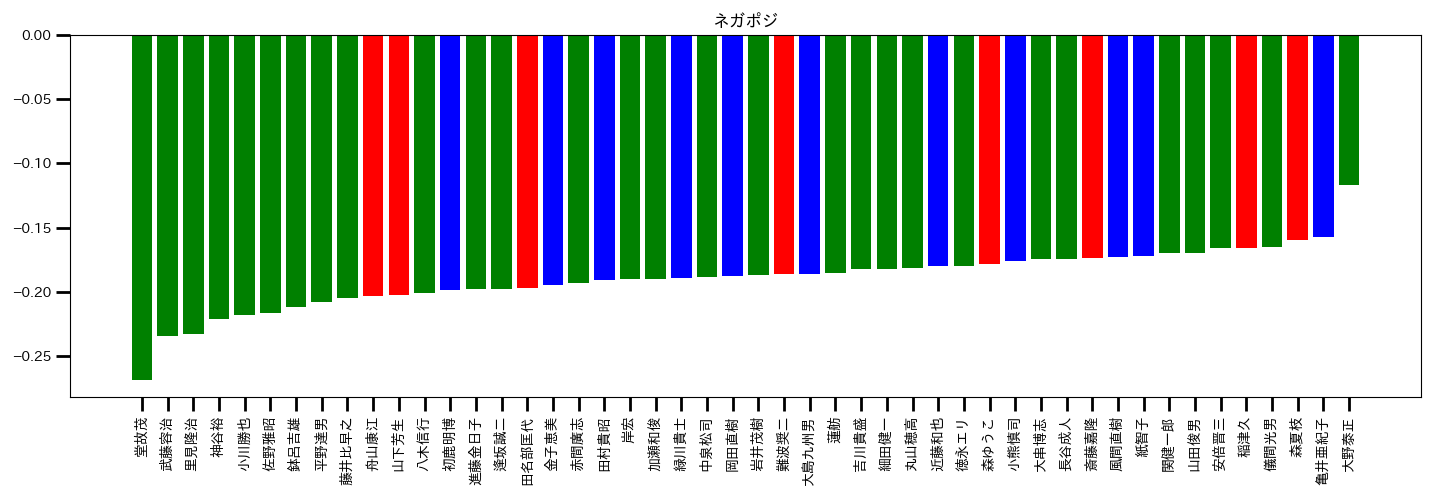 ネガポジ
0.00
−0.05
−0.10
−0.15
−0.20
−0.25
堂故茂
武藤容治
里見隆治
神谷裕
小川勝也
佐野雅昭
鉢呂吉雄
平野達男
藤井比早之
舟山康江
山下芳生
八木信行
初鹿明博
進藤金日子
逢坂誠二
田名部匡代
金子恵美
赤間廣志
田村貴昭
岸宏
加瀬和俊
緑川貴士
中泉松司
岡田直樹
岩井茂樹
難波奨二
大島九州男
蓮舫
吉川貴盛
細田健一
丸山穂高
近藤和也
徳永エリ
森ゆうこ
小熊慎司
大串博志
長谷成人
斎藤嘉隆
風間直樹
紙智子
関健一郎
山田俊男
安倍晋三
稲津久
儀間光男
森夏枝
亀井亜紀子
大野泰正